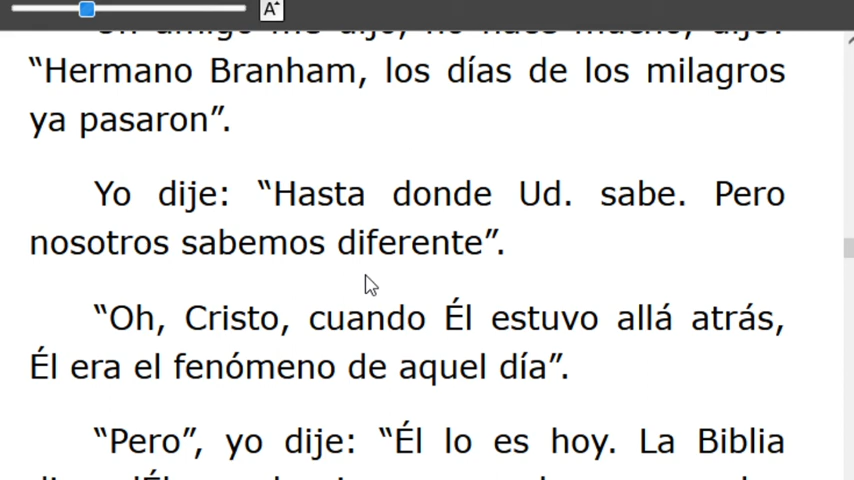 “Hermano Branham, los días de los milagros
ya pasaron”.
Yo dije: “Hasta donde Ud. sabe. Pero
nosotros sabemos diferente”.
“Oh, Cristo, cuando Él estuvo allá atrás,
Él era el fenómeno de aquel día”.
“Pero”, yo dije: “Él lo es hoy. La Biblia